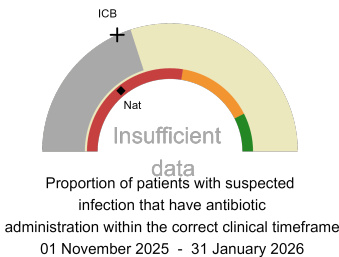 ICB
Nat
Insufficient
data
Proportion of patients with suspected
infection that have antibiotic
administration within the correct clinical timeframe
01 November 2025 - 31 January 2026